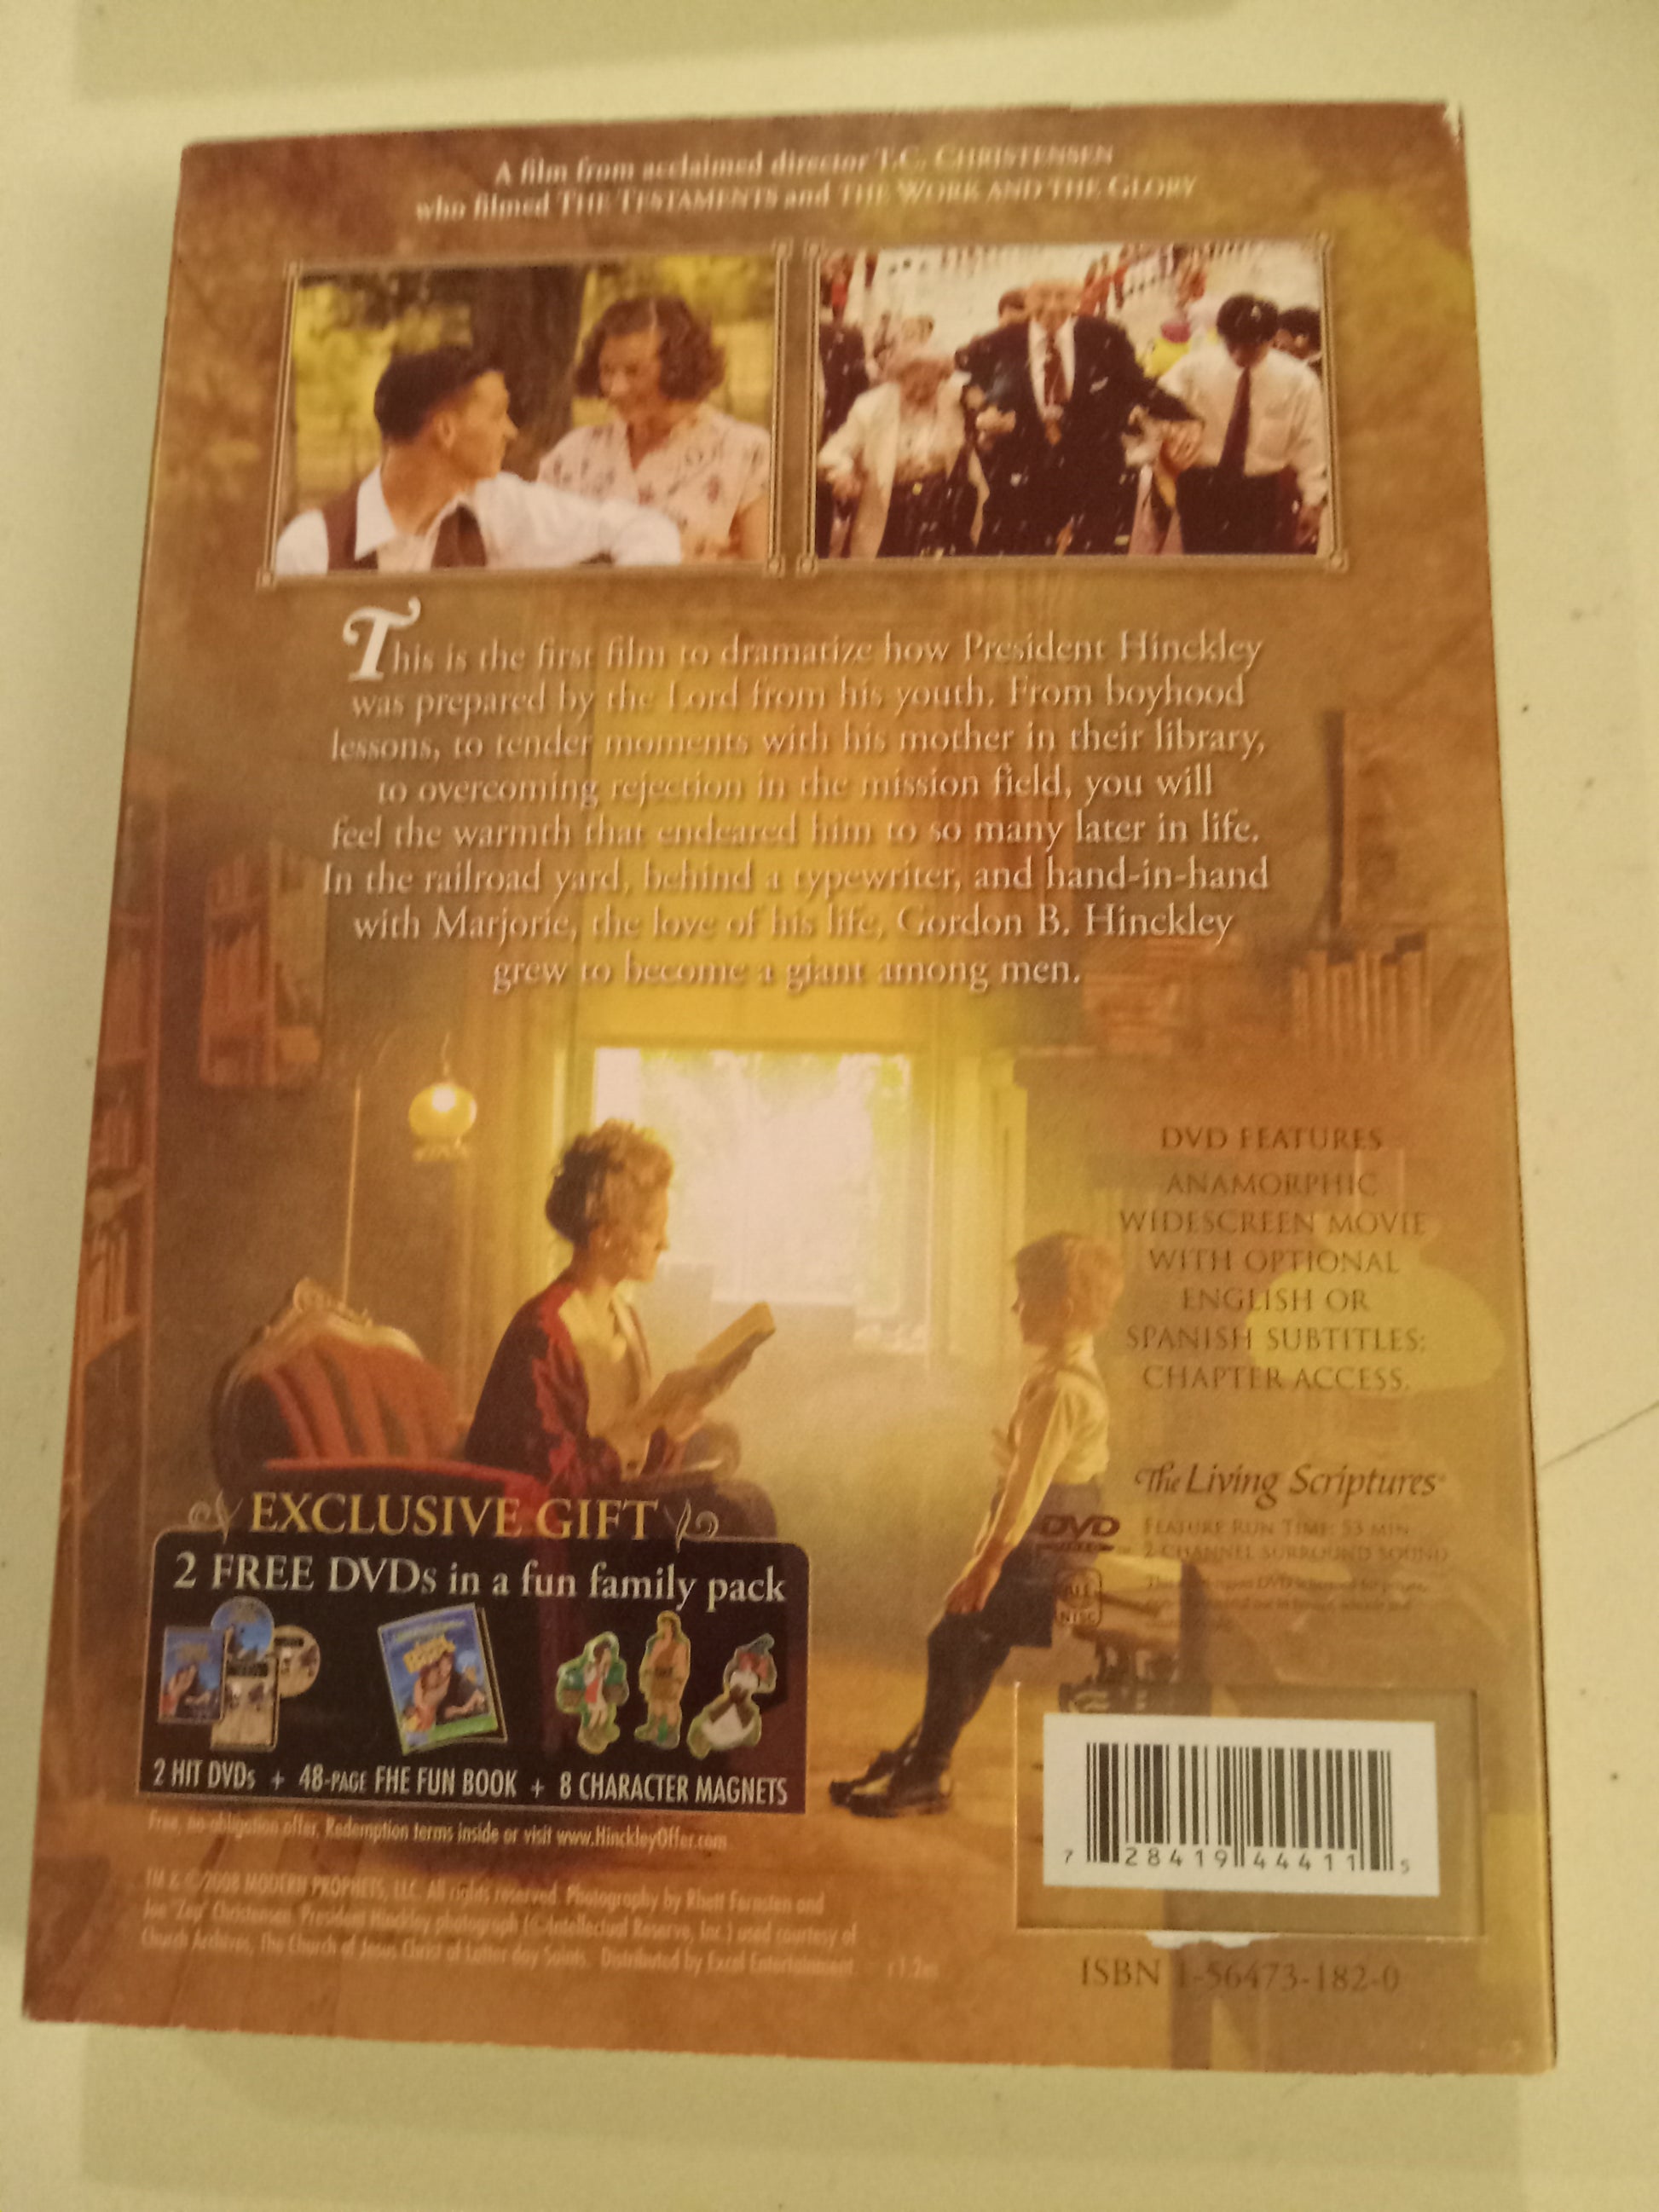 A film from acclaimed director T.C. CHRISTENSEN
who filmed THE TESTAMENTS and THE WORK AND THE GLORY
This is the first film to dramatize how President Hinckley
was prepared by the Lord from his youth. From boyhood
lessons, to tender moments with his mother in their library,
to overcoming rejection in the mission field, you will
feel the warmth that endeared him to so many later in life.
In the railroad yard, behind a typewriter, and hand-in-hand
with Marjorie, the love of his life, Gordon B. Hinckley
grew to become a giant among men.
DVD FEATURES
ANAMORPHIC
WIDESCREEN MOVIE
WITH OPTIONAL
ENGLISH OR
SPANISH SUBTITLES;
CHAPTER ACCESS.
The Living Scriptures
DVD
FEATURE RUN TIME: 53 MIN.
2 CHANNEL SURROUND SOUND
ALL
NTSC
EXCLUSIVE GIFT
2 FREE DVDs in a fun family pack
2 HIT DVDs + 48-PAGE FHE FUN BOOK + 8 CHARACTER MAGNETS
Free, no-obligation offer. Redemption terms inside or visit www.HinckleyOffer.com
TM & © 2008 MODERN PROPHETS, LLC. All rights reserved. Photography by Rhett and
Joe "Zep" Christensen. President Hinckley photograph (© Intellectual Reserve, Inc.) used courtesy of
Church Archives, The Church of Jesus Christ of Latter-day Saints. Distributed by Excel Entertainment.
7 28419 44411 5
ISBN 1-56473-182-0